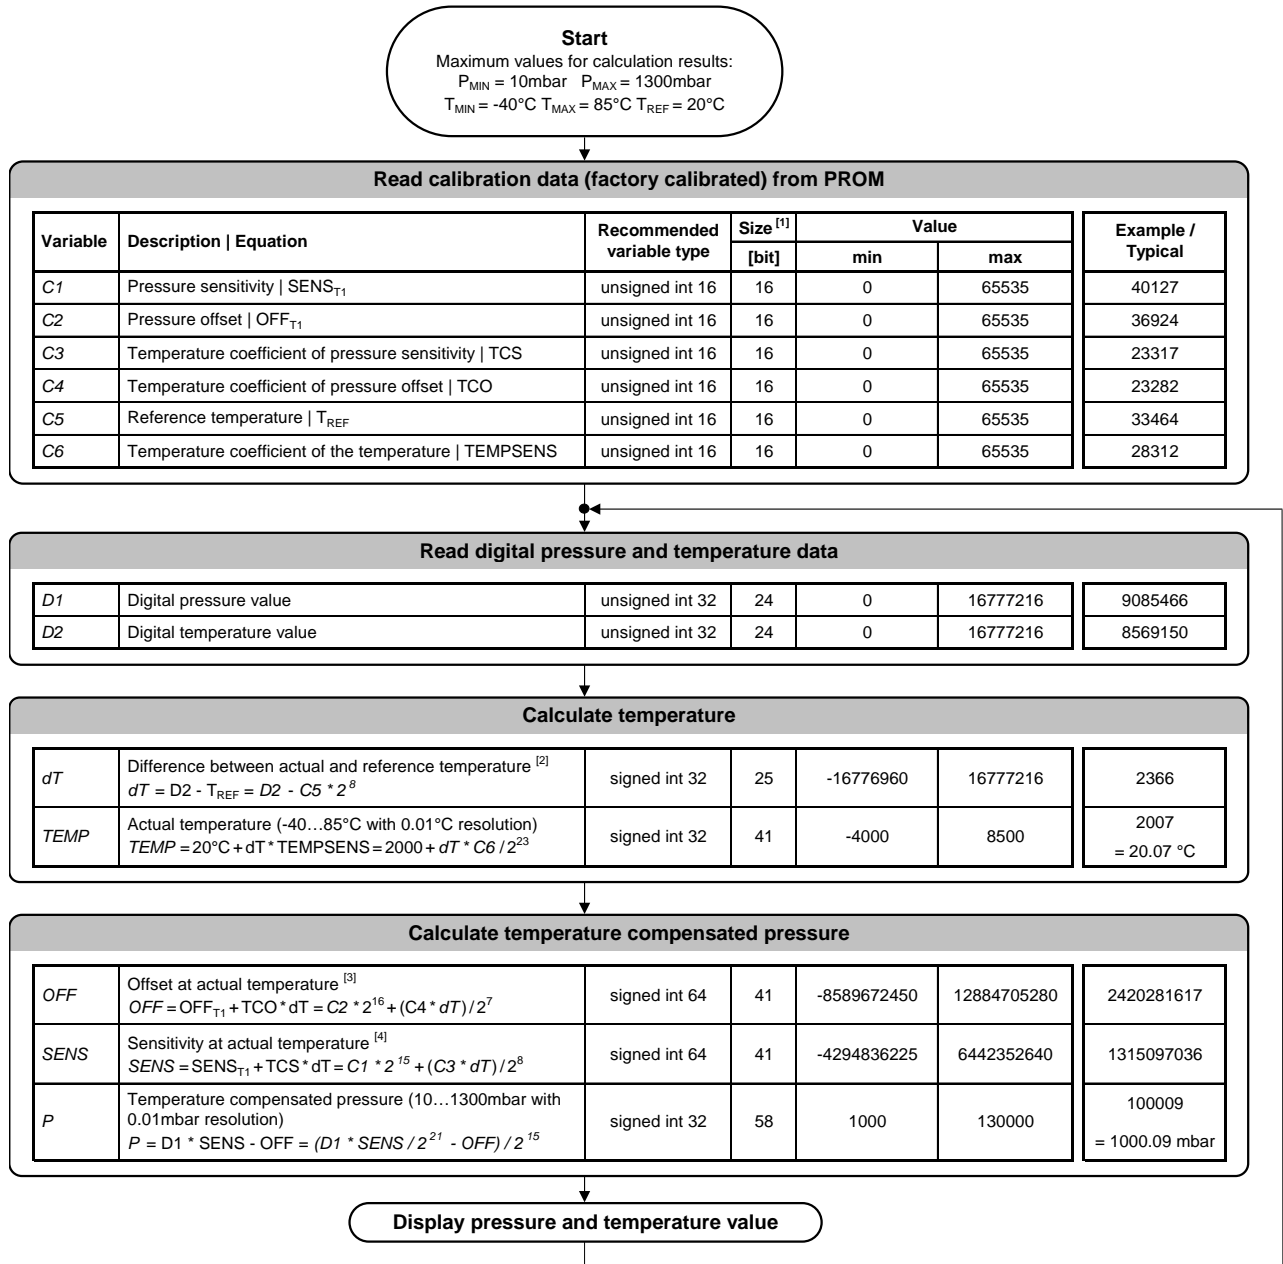 Start
Maximum values for calculation results:
P_MIN = 10mbar P_MAX = 1300mbar
T_MIN = -40°C T_MAX = 85°C T_REF = 20°C
Read calibration data (factory calibrated) from PROM
Variable | Description | Equation | Recommended variable type | Size [1] [bit] | Value min | max | Example / Typical
C1 | Pressure sensitivity | SENS_T1 | unsigned int 16 | 16 | 0 | 65535 | 40127
C2 | Pressure offset | OFF_T1 | unsigned int 16 | 16 | 0 | 65535 | 36924
C3 | Temperature coefficient of pressure sensitivity | TCS | unsigned int 16 | 16 | 0 | 65535 | 23317
C4 | Temperature coefficient of pressure offset | TCO | unsigned int 16 | 16 | 0 | 65535 | 23282
C5 | Reference temperature | T_REF | unsigned int 16 | 16 | 0 | 65535 | 33464
C6 | Temperature coefficient of the temperature | TEMPSENS | unsigned int 16 | 16 | 0 | 65535 | 28312
Read digital pressure and temperature data
D1 | Digital pressure value | unsigned int 32 | 24 | 0 | 16777216 | 9085466
D2 | Digital temperature value | unsigned int 32 | 24 | 0 | 16777216 | 8569150
Calculate temperature
dT | Difference between actual and reference temperature [2]
dT = D2 - T_REF = D2 - C5 * 2^8 | signed int 32 | 25 | -16776960 | 16777216 | 2366
TEMP | Actual temperature (-40…85°C with 0.01°C resolution)
TEMP = 20°C + dT * TEMPSENS = 2000 + dT * C6 / 2^23 | signed int 32 | 41 | -4000 | 8500 | 2007
= 20.07 °C
Calculate temperature compensated pressure
OFF | Offset at actual temperature [3]
OFF = OFF_T1 + TCO * dT = C2 * 2^16 + (C4 * dT) / 2^7 | signed int 64 | 41 | -8589672450 | 12884705280 | 2420281617
SENS | Sensitivity at actual temperature [4]
SENS = SENS_T1 + TCS * dT = C1 * 2^15 + (C3 * dT) / 2^8 | signed int 64 | 41 | -4294836225 | 6442352640 | 1315097036
P | Temperature compensated pressure (10…1300mbar with
0.01mbar resolution)
P = D1 * SENS - OFF = (D1 * SENS / 2^21 - OFF) / 2^15 | signed int 32 | 58 | 1000 | 130000 | 100009
= 1000.09 mbar
Display pressure and temperature value